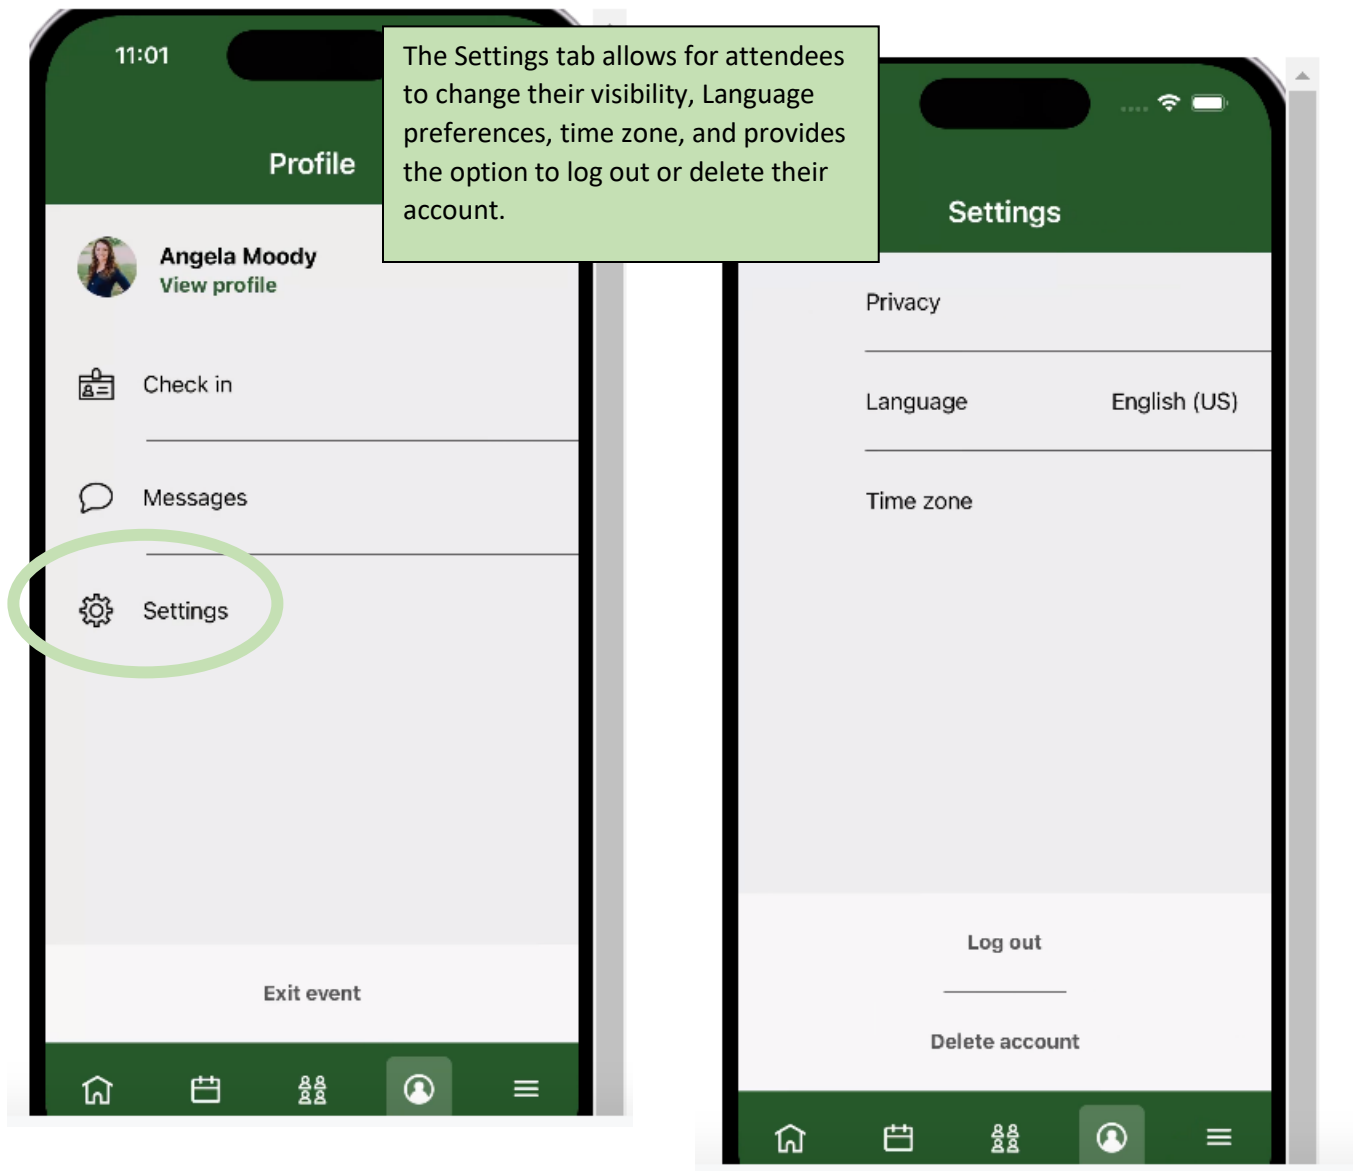 11:01
Profile
Angela Moody
View profile
Check in
Messages
Settings
Exit event
The Settings tab allows for attendees
to change their visibility, Language
preferences, time zone, and provides
the option to log out or delete their
account.
Settings
Privacy
Language English (US)
Time zone
Log out
Delete account